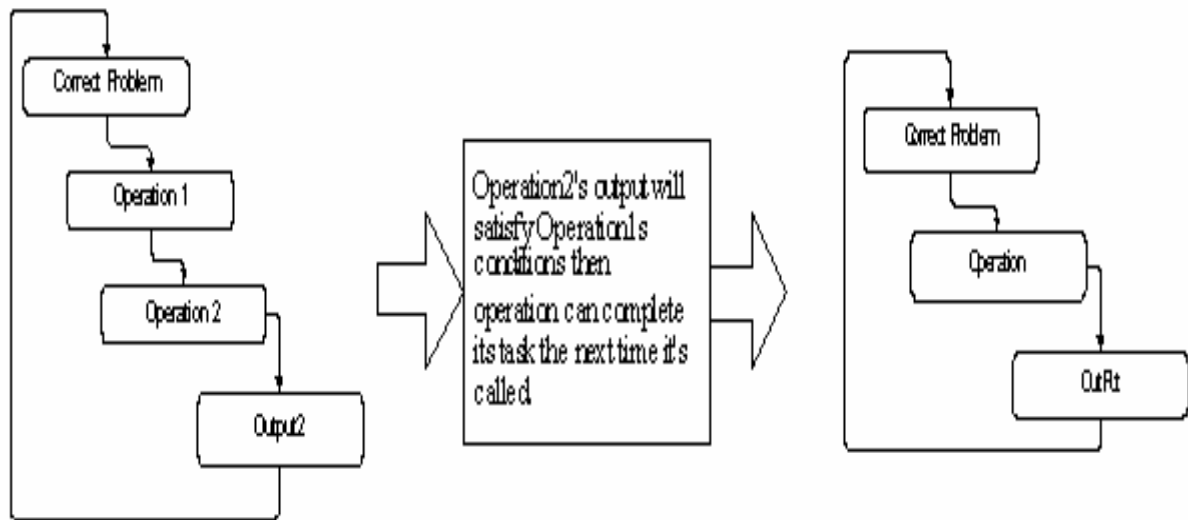 Correct Problem
Operation 1
Operation 2
Output2
Operation2's output will
satisfy Operation1s
conditions then
operation can complete
its task the next time it's
called.
Correct Problem
Operation
OutPut